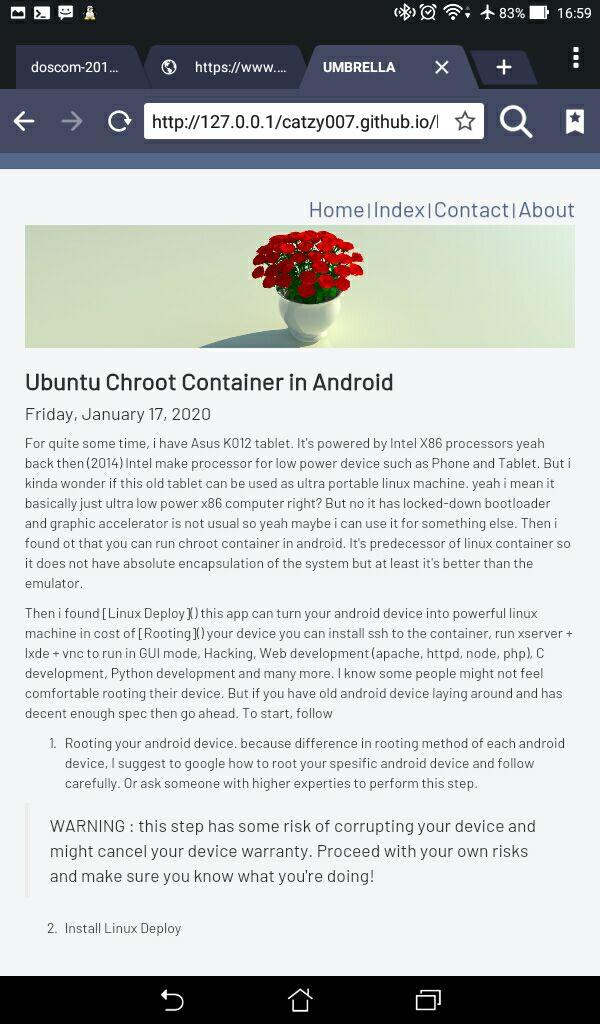 83% 16:59
doscom-201... https://www.... UMBRELLA
http://127.0.0.1/catzy007.github.io/
Home|Index|Contact|About
Ubuntu Chroot Container in Android
Friday, January 17, 2020
For quite some time, i have Asus K012 tablet. It's powered by Intel X86 processors yeah
back then (2014) Intel make processor for low power device such as Phone and Tablet. But i
kinda wonder if this old tablet can be used as ultra portable linux machine. yeah i mean it
basically just ultra low power x86 computer right? But no it has locked-down bootloader
and graphic accelerator is not usual so yeah maybe i can use it for something else. Then i
found ot that you can run chroot container in android. It's predecessor of linux container so
it does not have absolute encapsulation of the system but at least it's better than the
emulator.
Then i found [Linux Deploy]() this app can turn your android device into powerful linux
machine in cost of [Rooting]() your device you can install ssh to the container, run xserver +
lxde + vnc to run in GUI mode, Hacking, Web development (apache, httpd, node, php), C
development, Python development and many more. I know some people might not feel
comfortable rooting their device. But if you have old android device laying around and has
decent enough spec then go ahead. To start, follow
1. Rooting your android device. because difference in rooting method of each android
device, I suggest to google how to root your spesific android device and follow
carefully. Or ask someone with higher experties to perform this step.
WARNING : this step has some risk of corrupting your device and
might cancel your device warranty. Proceed with your own risks
and make sure you know what you're doing!
2. Install Linux Deploy